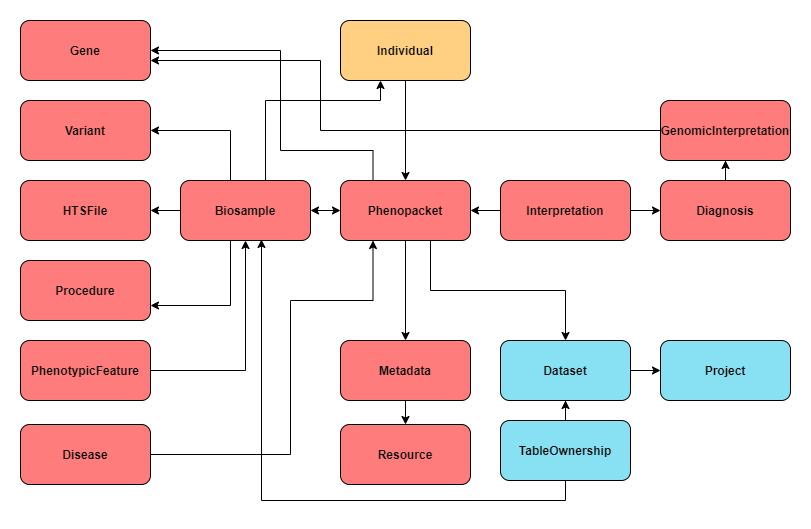 Gene
Individual
Variant
GenomicInterpretation
HTSFile
Biosample
Phenopacket
Interpretation
Diagnosis
Procedure
PhenotypicFeature
Metadata
Dataset
Project
Disease
Resource
TableOwnership